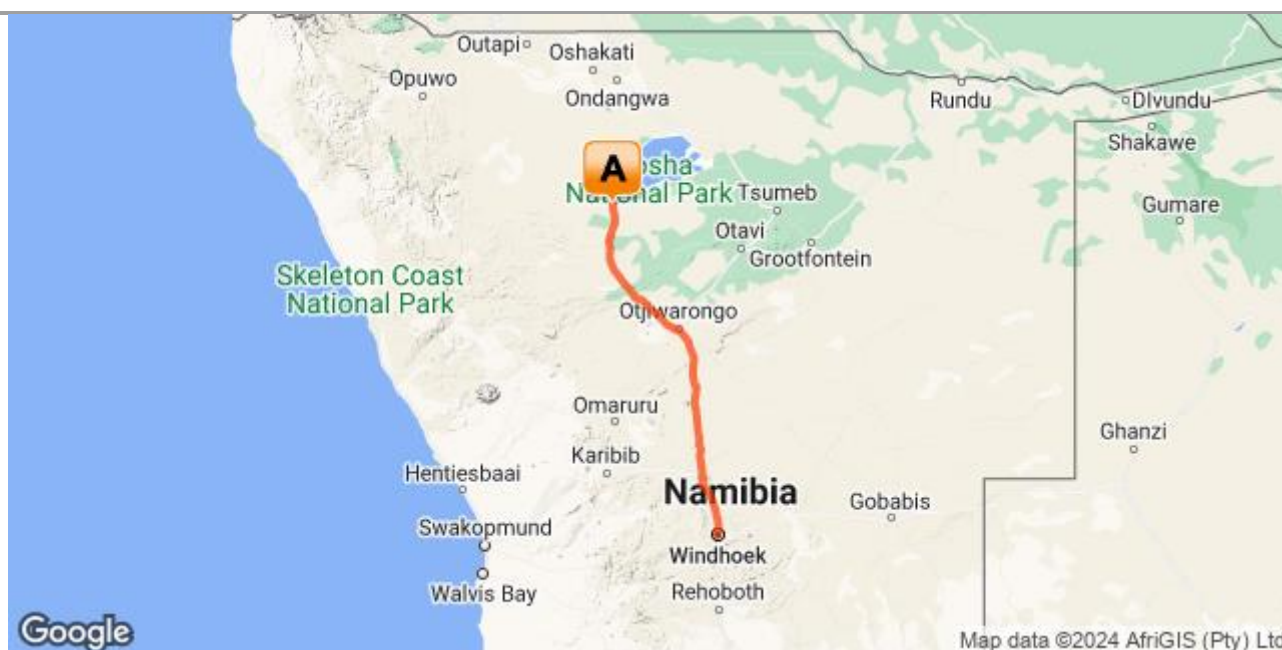 Outapi
Oshakati
Opuwo
Ondangwa
Rundu
DIvundu
Shakawe
A
osha
National Park
Tsumeb
Gumare
Otavi
Grootfontein
Skeleton Coast
National Park
Otjiwarongo
Omaruru
Ghanzi
Karibib
Hentiesbaai
Namibia
Gobabis
Swakopmund
Windhoek
Walvis Bay
Rehoboth
Google
Map data ©2024 AfriGIS (Pty) Ltd